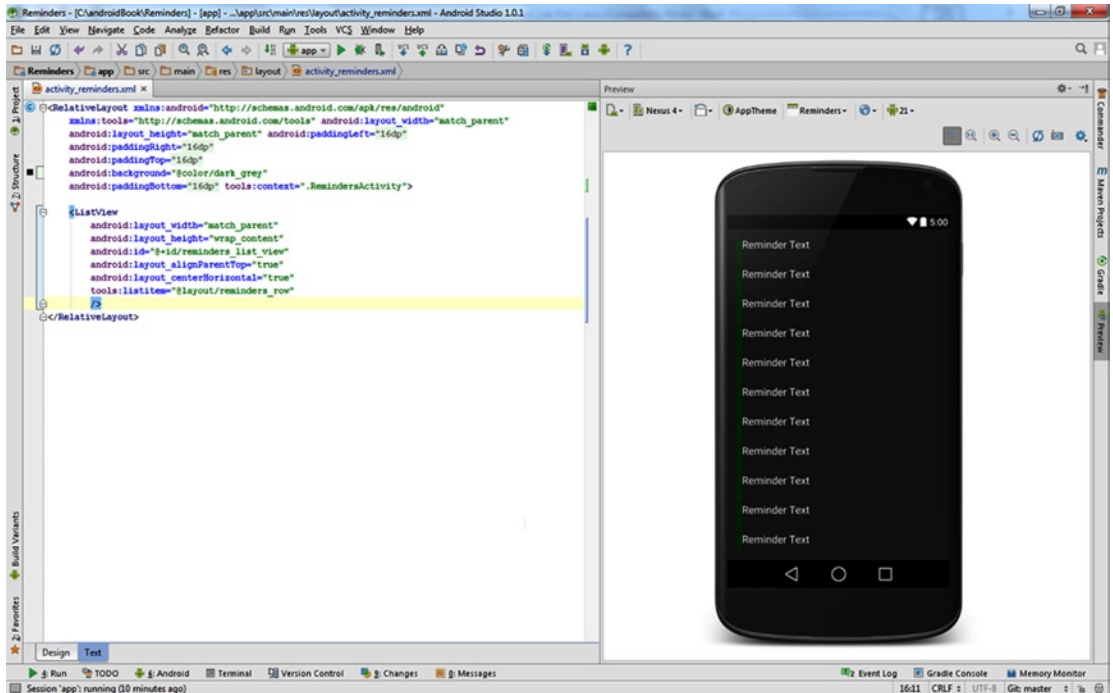 Reminders - [C:\androidBook\Reminders] - [app] - ...\app\src\main\res\layout\activity_reminders.xml - Android Studio 1.0.1
File Edit View Navigate Code Analyze Refactor Build Run Tools VCS Window Help
app
Reminders app src main res layout activity_reminders.xml
activity_reminders.xml
Preview
<RelativeLayout xmlns:android="http://schemas.android.com/apk/res/android"
xmlns:tools="http://schemas.android.com/tools" android:layout_width="match_parent"
android:layout_height="match_parent" android:paddingLeft="16dp"
android:paddingRight="16dp"
android:paddingTop="16dp"
android:background="@color/dark_grey"
android:paddingBottom="16dp" tools:context=".RemindersActivity">
<ListView
android:layout_width="match_parent"
android:layout_height="wrap_content"
android:id="@+id/reminders_list_view"
android:layout_alignParentTop="true"
android:layout_centerHorizontal="true"
tools:listitem="@layout/reminders_row"
/>
</RelativeLayout>
Nexus 4 AppTheme Reminders 21
5:00
Reminder Text
Reminder Text
Reminder Text
Reminder Text
Reminder Text
Reminder Text
Reminder Text
Reminder Text
Reminder Text
Reminder Text
Reminder Text
1: Project
7: Structure
Build Variants
2: Favorites
Commander
Maven Projects
Gradle
Preview
Design Text
4: Run TODO 6: Android Terminal Version Control 9: Changes 0: Messages
Event Log Gradle Console Memory Monitor
Session 'app': running (10 minutes ago)
16:11 CRLF UTF-8 Git: master